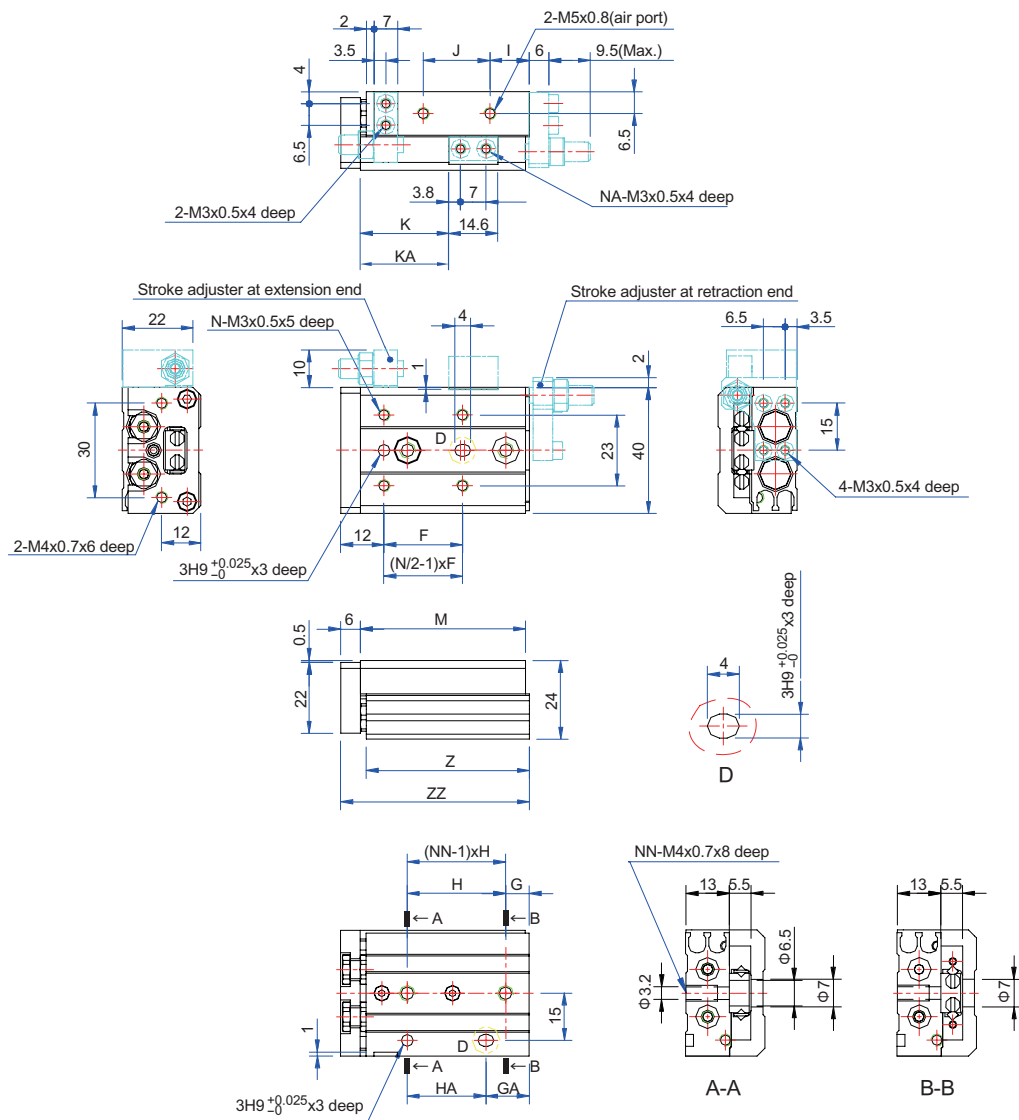 2
7
2-M5x0.8(air port)
3.5
J
I
6
9.5(Max.)
4
6.5
6.5
3.8
7
NA-M3x0.5x4 deep
2-M3x0.5x4 deep
K
14.6
KA
Stroke adjuster at extension end
Stroke adjuster at retraction end
22
N-M3x0.5x5 deep
4
6.5
3.5
10
1
2
D
30
23
40
15
4-M3x0.5x4 deep
2-M4x0.7x6 deep
12
12
F
(N/2-1)xF
3H9 +0.025 -0 x3 deep
0.5
6
M
22
24
Z
ZZ
4
3H9 +0.025 -0 x3 deep
D
(NN-1)xH
NN-M4x0.7x8 deep
H
G
← A
← B
13
5.5
13
5.5
Φ3.2
Φ6.5
Φ7
Φ7
15
1
D
← A
← B
HA
GA
3H9 +0.025 -0 x3 deep
A-A
B-B